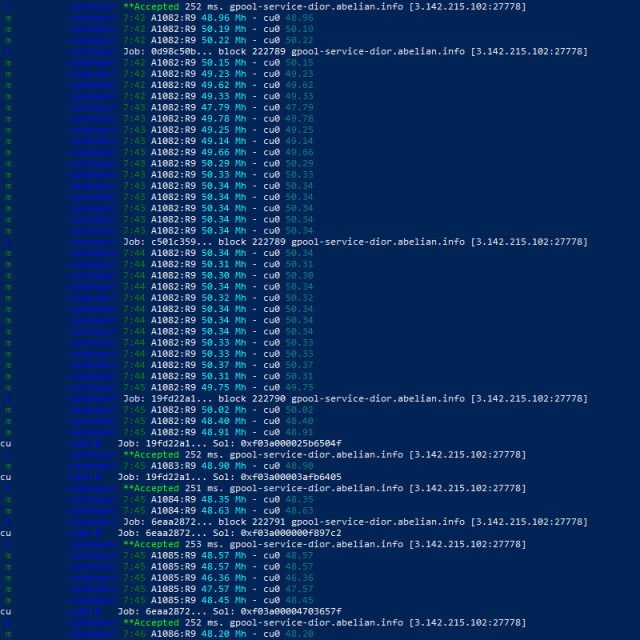 **Accepted 252 ms. gpool-service-dior.abelian.info [3.142.215.102:27778]
m 7:42 A1082:R9 48.96 Mh - cu0 48.96
m 7:42 A1082:R9 50.19 Mh - cu0 50.19
m 7:42 A1082:R9 50.22 Mh - cu0 50.22
Job: 0d98c50b... block 222789 gpool-service-dior.abelian.info [3.142.215.102:27778]
m 7:42 A1082:R9 50.15 Mh - cu0 50.15
m 7:42 A1082:R9 49.23 Mh - cu0 49.23
m 7:42 A1082:R9 49.62 Mh - cu0 49.62
m 7:42 A1082:R9 49.33 Mh - cu0 49.33
m 7:43 A1082:R9 47.79 Mh - cu0 47.79
m 7:43 A1082:R9 49.78 Mh - cu0 49.78
m 7:43 A1082:R9 49.25 Mh - cu0 49.25
m 7:43 A1082:R9 49.14 Mh - cu0 49.14
m 7:43 A1082:R9 49.66 Mh - cu0 49.66
m 7:43 A1082:R9 50.29 Mh - cu0 50.29
m 7:43 A1082:R9 50.33 Mh - cu0 50.33
m 7:43 A1082:R9 50.34 Mh - cu0 50.34
m 7:43 A1082:R9 50.34 Mh - cu0 50.34
m 7:43 A1082:R9 50.34 Mh - cu0 50.34
m 7:43 A1082:R9 50.34 Mh - cu0 50.34
m 7:43 A1082:R9 50.34 Mh - cu0 50.34
Job: c501c359... block 222789 gpool-service-dior.abelian.info [3.142.215.102:27778]
m 7:44 A1082:R9 50.34 Mh - cu0 50.34
m 7:44 A1082:R9 50.31 Mh - cu0 50.31
m 7:44 A1082:R9 50.30 Mh - cu0 50.30
m 7:44 A1082:R9 50.34 Mh - cu0 50.34
m 7:44 A1082:R9 50.32 Mh - cu0 50.32
m 7:44 A1082:R9 50.34 Mh - cu0 50.34
m 7:44 A1082:R9 50.34 Mh - cu0 50.34
m 7:44 A1082:R9 50.34 Mh - cu0 50.34
m 7:44 A1082:R9 50.33 Mh - cu0 50.33
m 7:44 A1082:R9 50.33 Mh - cu0 50.33
m 7:44 A1082:R9 50.37 Mh - cu0 50.37
m 7:44 A1082:R9 50.31 Mh - cu0 50.31
m 7:45 A1082:R9 49.75 Mh - cu0 49.75
Job: 19fd22a1... block 222790 gpool-service-dior.abelian.info [3.142.215.102:27778]
m 7:45 A1082:R9 50.02 Mh - cu0 50.02
m 7:45 A1082:R9 48.40 Mh - cu0 48.40
m 7:45 A1082:R9 48.91 Mh - cu0 48.91
cu Job: 19fd22a1... Sol: 0xf03a000025b6504f
**Accepted 252 ms. gpool-service-dior.abelian.info [3.142.215.102:27778]
m 7:45 A1083:R9 48.90 Mh - cu0 48.90
cu Job: 19fd22a1... Sol: 0xf03a00003afb6405
**Accepted 251 ms. gpool-service-dior.abelian.info [3.142.215.102:27778]
m 7:45 A1084:R9 48.35 Mh - cu0 48.35
m 7:45 A1084:R9 48.63 Mh - cu0 48.63
Job: 6eaa2872... block 222791 gpool-service-dior.abelian.info [3.142.215.102:27778]
cu Job: 6eaa2872... Sol: 0xf03a000000f897c2
**Accepted 253 ms. gpool-service-dior.abelian.info [3.142.215.102:27778]
m 7:45 A1085:R9 48.57 Mh - cu0 48.57
m 7:45 A1085:R9 48.57 Mh - cu0 48.57
m 7:45 A1085:R9 46.36 Mh - cu0 46.36
m 7:45 A1085:R9 47.57 Mh - cu0 47.57
m 7:45 A1085:R9 48.45 Mh - cu0 48.45
cu Job: 6eaa2872... Sol: 0xf03a00004703657f
**Accepted 252 ms. gpool-service-dior.abelian.info [3.142.215.102:27778]
m 7:46 A1086:R9 48.20 Mh - cu0 48.20